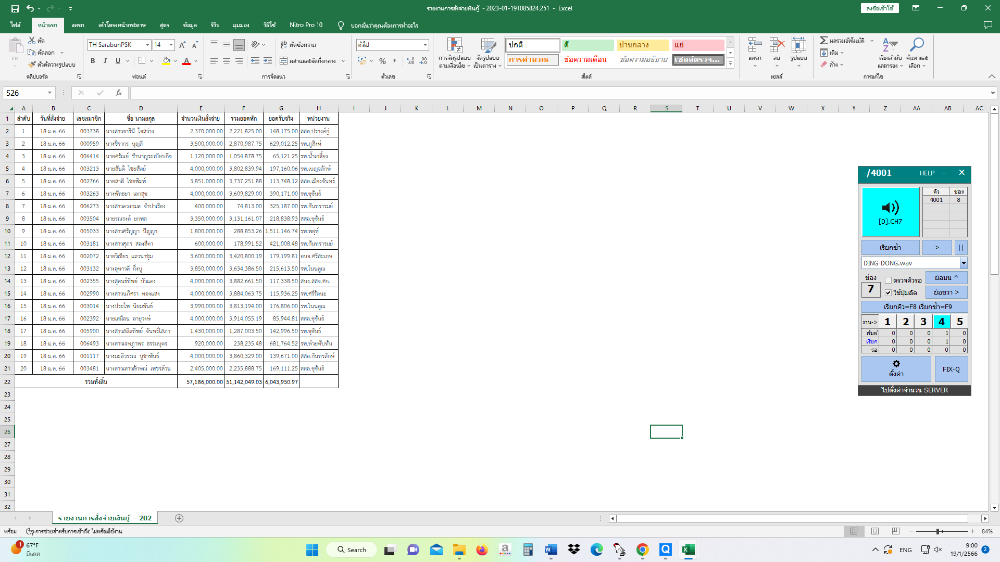 รายงานการสั่งจ่ายเงินกู้ - 2023-01-19T085824.251 - Excel
ลงชื่อเข้าใช้
ไฟล์ หน้าแรก แทรก เค้าโครงหน้ากระดาษ สูตร ข้อมูล รีวิว มุมมอง วิธีใช้ Nitro Pro 10 บอกฉันว่าคุณต้องการทำอะไร
วาง
ตัด
คัดลอก
ตัวคัดวางรูปแบบ
คลิปบอร์ด
TH SarabunPSK 14
B I U
ฟอนต์
ตัดข้อความ
ผสานและจัดกึ่งกลาง
การจัดแนว
ทั่วไป
ตัวเลข
การจัดรูปแบบตามเงื่อนไข
จัดรูปแบบเป็นตาราง
ปกติ ดี ปานกลาง แย่
การคำนวณ ข้อความเตือน ข้อความอธิบาย เซลล์ตรวจ...
สไตล์
แทรก ลบ รูปแบบ
เซลล์
ผลรวมอัตโนมัติ
เติม
ล้าง
เรียงลำดับและกรอง
ค้นหาและเลือก
การแก้ไข
S26
fx
A B C D E F G H I J K L M N O P Q R S T U V W X Y Z AA AB AC
1 ลำดับ วันที่สั่งจ่าย เลขสมาชิก ชื่อ นามสกุล จำนวนเงินสั่งจ่าย รวมยอดหัก ยอดรับจริง หน่วยงาน
2 1 18 ม.ค. 66 003738 นางสาวจารินี ใจสว่าง 2,370,000.00 2,221,825.00 148,175.00 สสอ.ปรางค์กู่
3 2 18 ม.ค. 66 000959 นางชิรากร บุญลี 3,500,000.00 2,870,987.75 629,012.25 รพ.ภูสิงห์
4 3 18 ม.ค. 66 006414 นายศรัณย์ ชำนาญระเบียบกิจ 1,120,000.00 1,054,878.75 65,121.25 รพ.น้ำเกลี้ยง
5 4 18 ม.ค. 66 003213 นายสันติ ไชยสัตย์ 4,000,000.00 3,802,839.94 197,160.06 รพ.เบญจลักษ์
6 5 18 ม.ค. 66 002766 นายสาลี ไชยพิมพ์ 3,851,000.00 3,737,251.88 113,748.12 สสอ.เมืองจันทร์
7 6 18 ม.ค. 66 003263 นางพัทธยา เอกสุข 4,000,000.00 3,609,829.00 390,171.00 รพ.ขุขันธ์
8 7 18 ม.ค. 66 006273 นางสาวดวงกมล จำปาเรือง 400,000.00 74,813.00 325,187.00 รพ.กันทรารมย์
9 8 18 ม.ค. 66 003504 นายรณรงค์ ยกพล 3,350,000.00 3,131,161.07 218,838.93 สสอ.ขุขันธ์
10 9 18 ม.ค. 66 005033 นางสาวศรัญญา ปัญญา 1,800,000.00 288,853.26 1,511,146.74 รพ.พยุห์
11 10 18 ม.ค. 66 003181 นางสาวศุภร สองสีดา 600,000.00 178,991.52 421,008.48 รพ.กันทรารมย์
12 11 18 ม.ค. 66 002072 นายวิเชียร แถวนาชุม 3,600,000.00 3,420,800.19 179,199.81 อบจ.ศรีสะเกษ
13 12 18 ม.ค. 66 003132 นางอุษาวดี กิ่งบู 3,850,000.00 3,634,386.50 215,613.50 รพ.โนนคูณ
14 13 18 ม.ค. 66 002355 นางสุคนธ์ทิพย์ บัวแดง 4,000,000.00 3,882,661.50 117,338.50 สนง.สสจ.ศก.
15 14 18 ม.ค. 66 002990 นางสาวนภิศรา ทองแสง 4,000,000.00 3,884,063.75 115,936.25 รพ.ศรีรัตนะ
16 15 18 ม.ค. 66 003014 นางประไพ นิยมพันธ์ 3,990,000.00 3,813,194.00 176,806.00 รพ.โนนคูณ
17 16 18 ม.ค. 66 002392 นายเสมือน อายุวงษ์ 4,000,000.00 3,914,055.19 85,944.81 สสอ.ขุขันธ์
18 17 18 ม.ค. 66 005900 นางสาวสลิลทิพย์ จันทร์โสภา 1,430,000.00 1,287,003.50 142,996.50 รพ.ขุขันธ์
19 18 18 ม.ค. 66 006493 นางสาวเจษฎาพร ธรรมบุตร 920,000.00 238,235.48 681,764.52 รพ.ห้วยทับทัน
20 19 18 ม.ค. 66 001117 นางมะลิวรรณ บูชาพันธ์ 4,000,000.00 3,860,329.00 139,671.00 สสอ.กันทรลักษ์
21 20 18 ม.ค. 66 003481 นางสาวเสาวลักษณ์ เพชรล้วน 2,405,000.00 2,235,888.75 169,111.25 สสอ.ขุขันธ์
22 รวมทั้งสิ้น 57,186,000.00 51,142,049.03 6,043,950.97
23
24
25
26
27
28
29
30
31
32
-/4001 HELP
[D].CH7
คิว ช่อง
4001 8
เรียกซ้ำ > ||
DING-DONG.wav
ช่อง
7
ตรวจคิวรอ
ใช้ปุ่มลัด
ย่อบน ^
ย่อขวา >
เรียกคิว=F8 เรียกซ้ำ=F9
งาน-> 1 2 3 4 5
พิมพ์ 0 0 0 1 0
เรียก 0 0 0 1 0
รอ 0 0 0 0 0
ตั้งค่า
FIX-Q
ไปตั้งค่าจำนวน SERVER
รายงานการสั่งจ่ายเงินกู้ - 202
พร้อม การช่วยสำหรับการเข้าถึง: ไม่พร้อมใช้งาน
84%
1
67°F
มีแดด
Search
ENG
9:00
19/1/2566
2